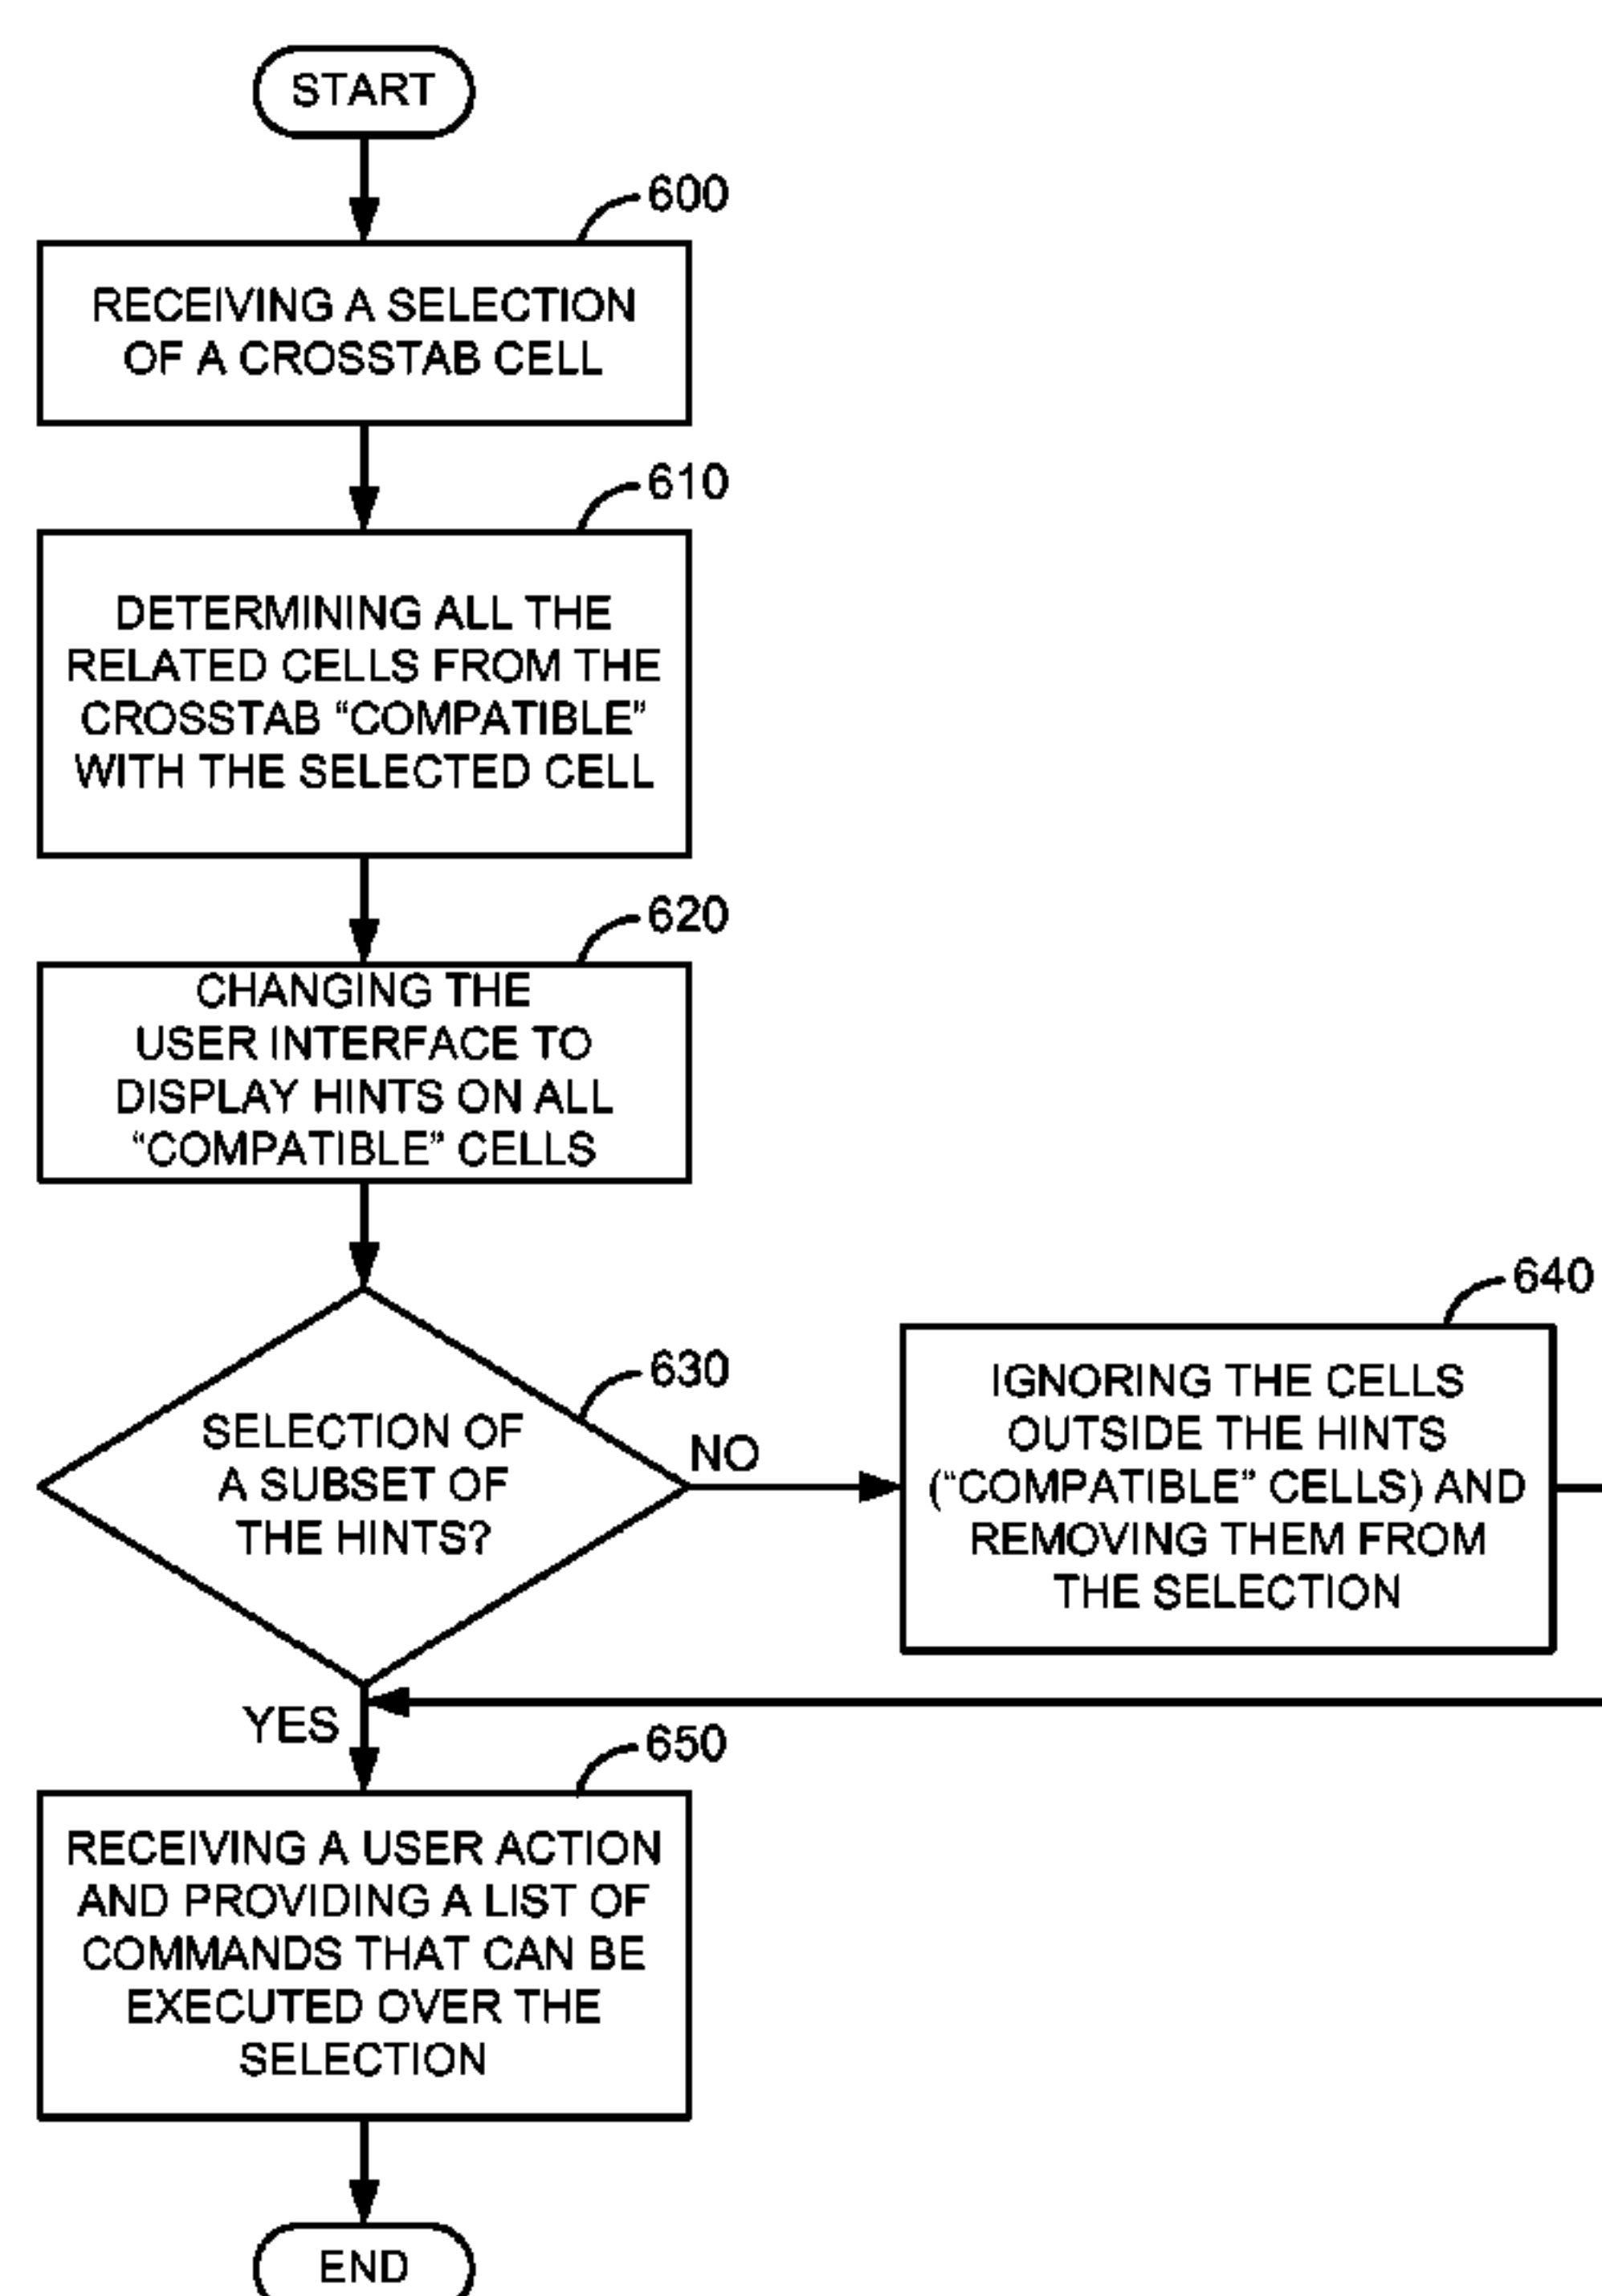 START
600
RECEIVING A SELECTION
OF A CROSSTAB CELL
610
DETERMINING ALL THE
RELATED CELLS FROM THE
CROSSTAB “COMPATIBLE”
WITH THE SELECTED CELL
620
CHANGING THE
USER INTERFACE TO
DISPLAY HINTS ON ALL
“COMPATIBLE” CELLS
630
SELECTION OF
A SUBSET OF
THE HINTS?
NO
640
IGNORING THE CELLS
OUTSIDE THE HINTS
(“COMPATIBLE” CELLS) AND
REMOVING THEM FROM
THE SELECTION
YES
650
RECEIVING A USER ACTION
AND PROVIDING A LIST OF
COMMANDS THAT CAN BE
EXECUTED OVER THE
SELECTION
END